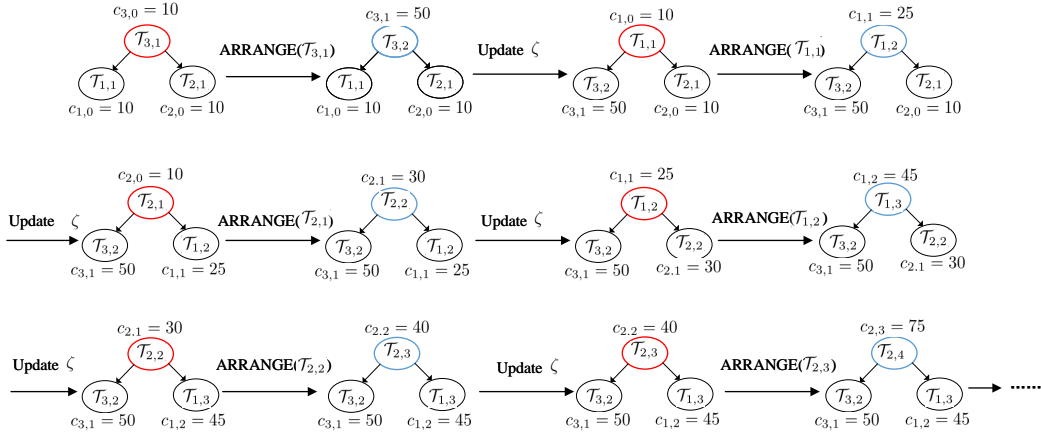 c_{3,0} = 10 c_{3,1} = 50 c_{1,0} = 10 c_{1,1} = 25
𝒯_{3,1} ARRANGE(𝒯_{3,1}) 𝒯_{3,2} Update ζ 𝒯_{1,1} ARRANGE(𝒯_{1,1}) 𝒯_{1,2}
𝒯_{1,1} 𝒯_{2,1} 𝒯_{1,1} 𝒯_{2,1} 𝒯_{3,2} 𝒯_{2,1} 𝒯_{3,2} 𝒯_{2,1}
c_{1,0} = 10 c_{2,0} = 10 c_{1,0} = 10 c_{2,0} = 10 c_{3,1} = 50 c_{2,0} = 10 c_{3,1} = 50 c_{2,0} = 10
c_{2,0} = 10 c_{2.1} = 30 c_{1,1} = 25 c_{1,2} = 45
Update ζ 𝒯_{2,1} ARRANGE(𝒯_{2,1}) 𝒯_{2,2} Update ζ 𝒯_{1,2} ARRANGE(𝒯_{1,2}) 𝒯_{1,3}
𝒯_{3,2} 𝒯_{1,2} 𝒯_{3,2} 𝒯_{1,2} 𝒯_{3,2} 𝒯_{2,2} 𝒯_{3,2} 𝒯_{2,2}
c_{3,1} = 50 c_{1,1} = 25 c_{3,1} = 50 c_{1,1} = 25 c_{3,1} = 50 c_{2.1} = 30 c_{3,1} = 50 c_{2.1} = 30
c_{2.1} = 30 c_{2.2} = 40 c_{2.2} = 40 c_{2,3} = 75
Update ζ 𝒯_{2,2} ARRANGE(𝒯_{2,2}) 𝒯_{2,3} Update ζ 𝒯_{2,3} ARRANGE(𝒯_{2,3}) 𝒯_{2,4}
𝒯_{3,2} 𝒯_{1,3} 𝒯_{3,2} 𝒯_{1,3} 𝒯_{3,2} 𝒯_{1,3} 𝒯_{3,2} 𝒯_{1,3} ......
c_{3,1} = 50 c_{1,2} = 45 c_{3,1} = 50 c_{1,2} = 45 c_{3,1} = 50 c_{1,2} = 45 c_{3,1} = 50 c_{1,2} = 45